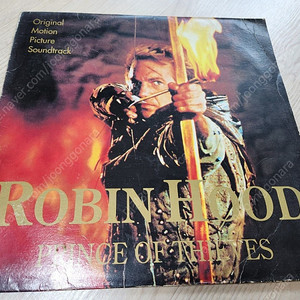 Original
Motion
Picture
Soundtrack
ROBIN HOOD
PRINCE OF THIEVES